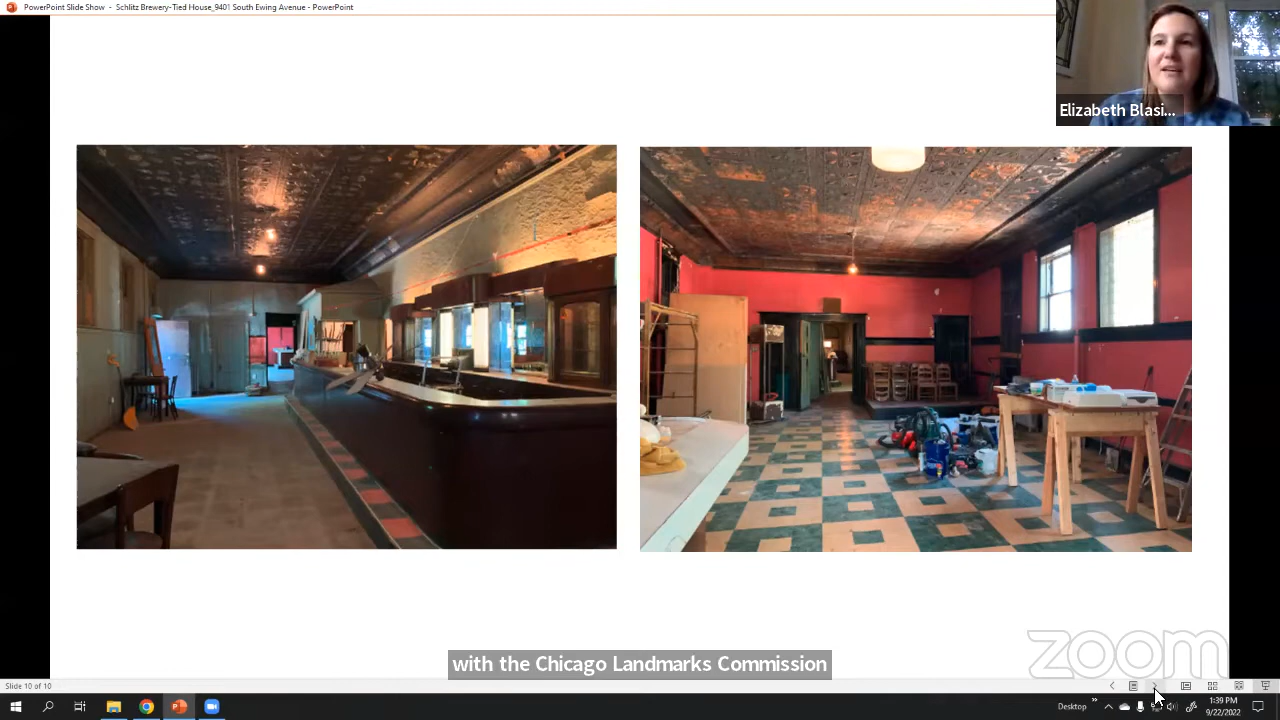 PowerPoint Slide Show - Schlitz Brewery-Tied House_9401 South Ewing Avenue - PowerPoint
Elizabeth Blasi...
with the Chicago Landmarks Commission
zoom
Slide 10 of 10
Desktop
1:39 PM
9/22/2022